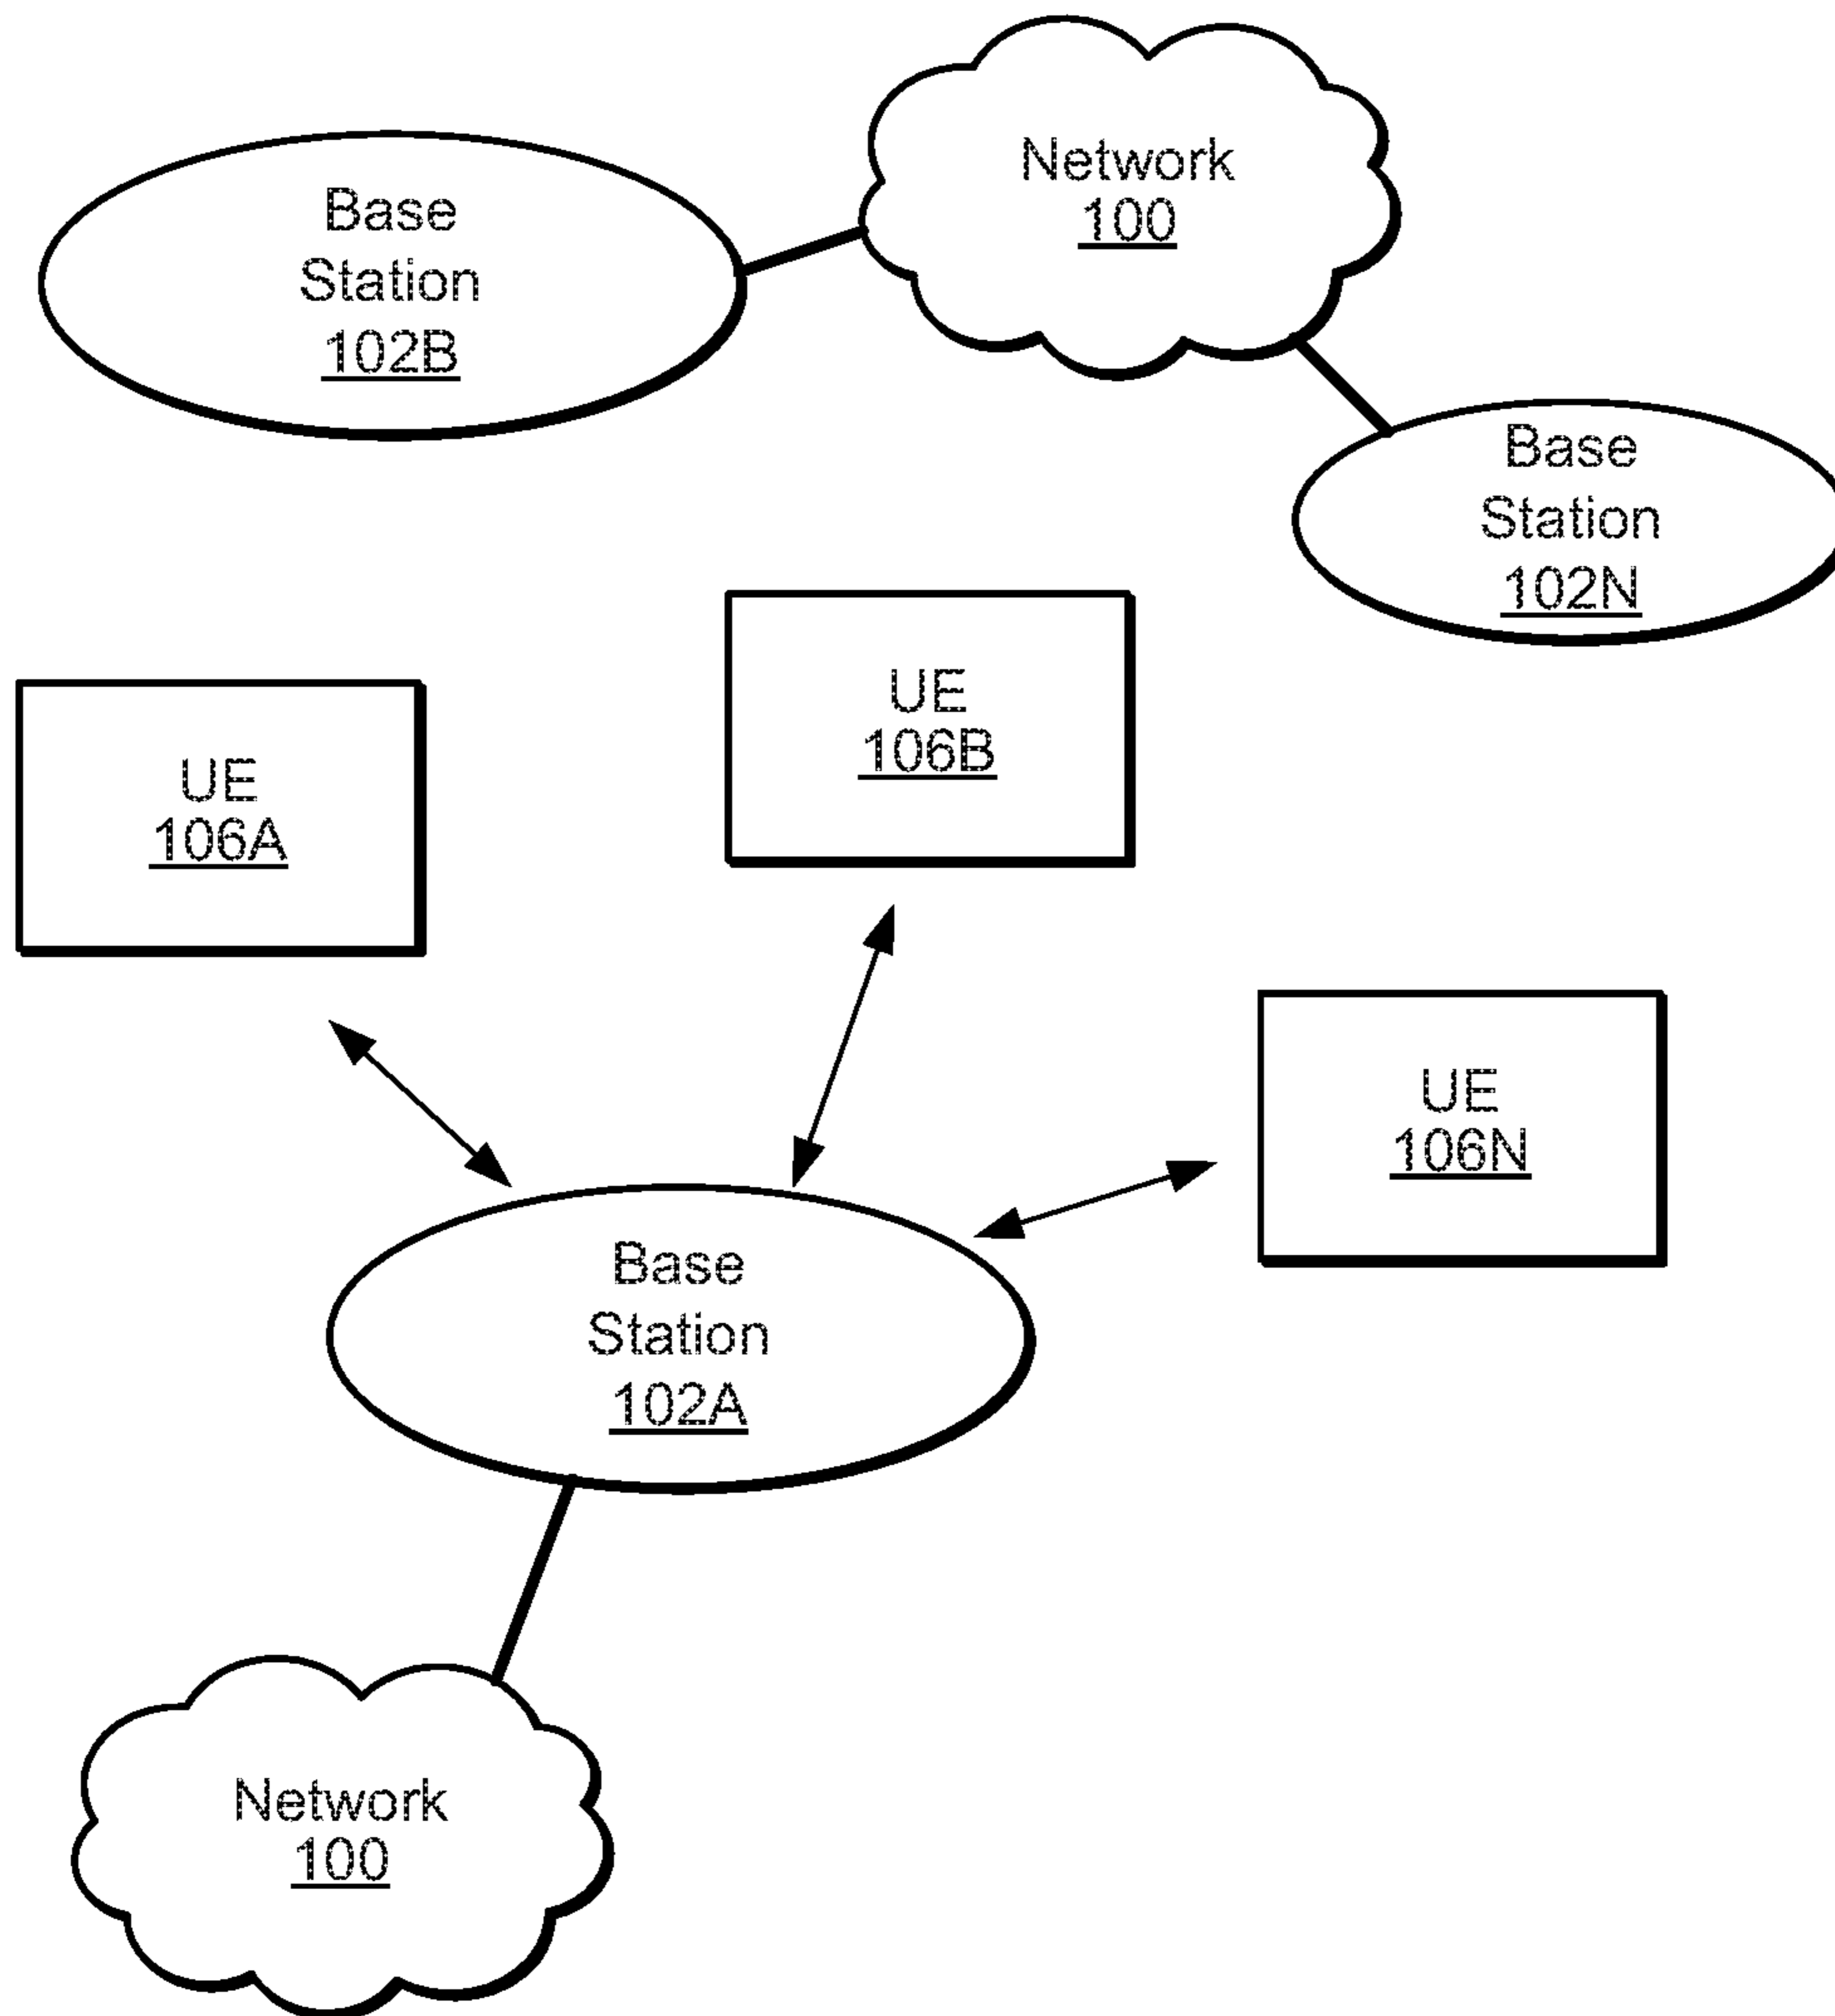 Network
100
Base
Station
102B
Base
Station
102N
UE
106B
UE
106A
UE
106N
Base
Station
102A
Network
100